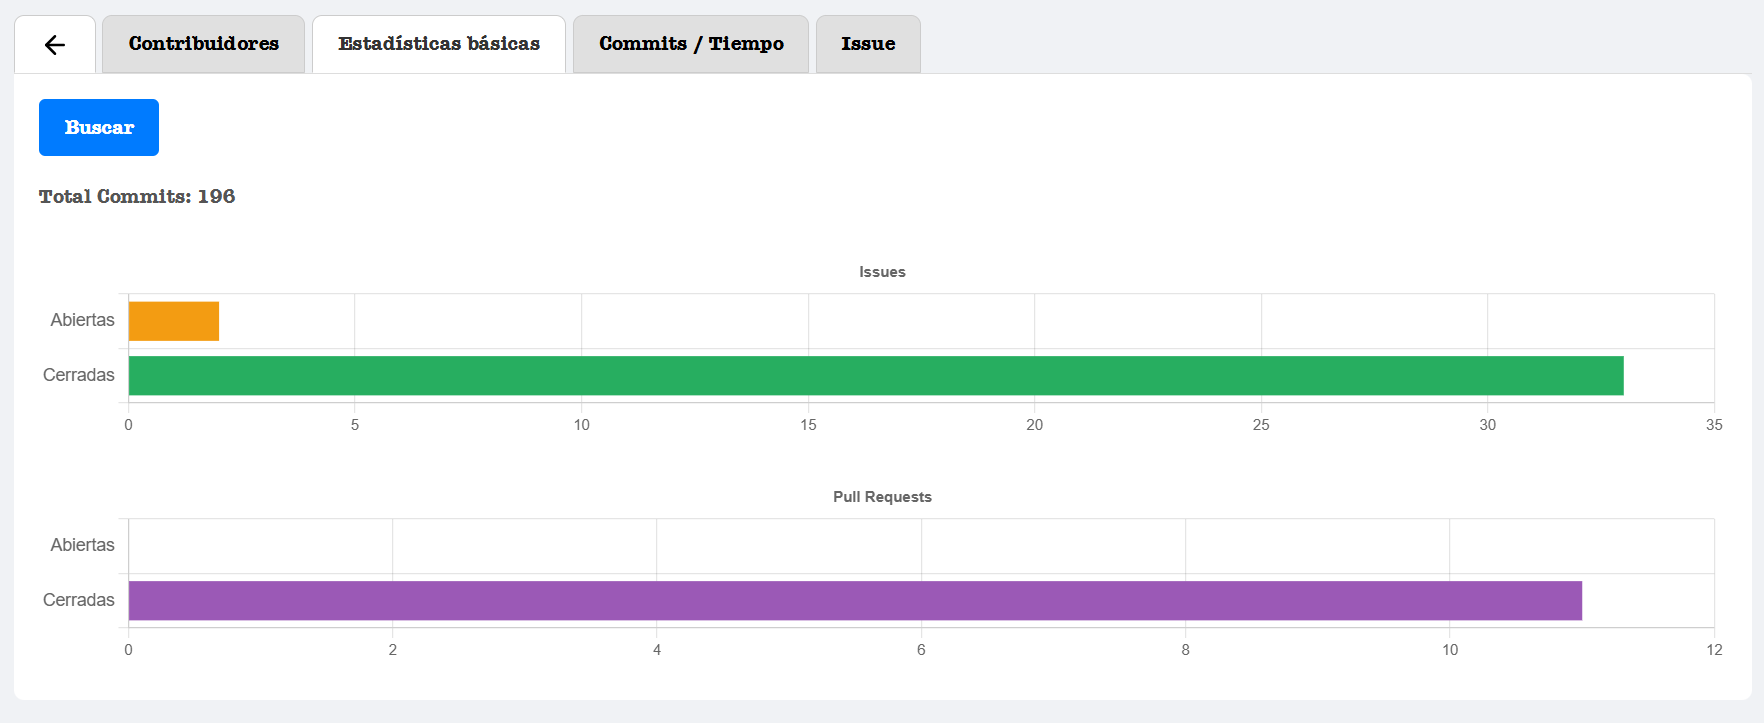 Contribuidores Estadísticas básicas Commits / Tiempo Issue
Buscar
Total Commits: 196
Issues
Abiertas
Cerradas
0 5 10 15 20 25 30 35
Pull Requests
Abiertas
Cerradas
0 2 4 6 8 10 12